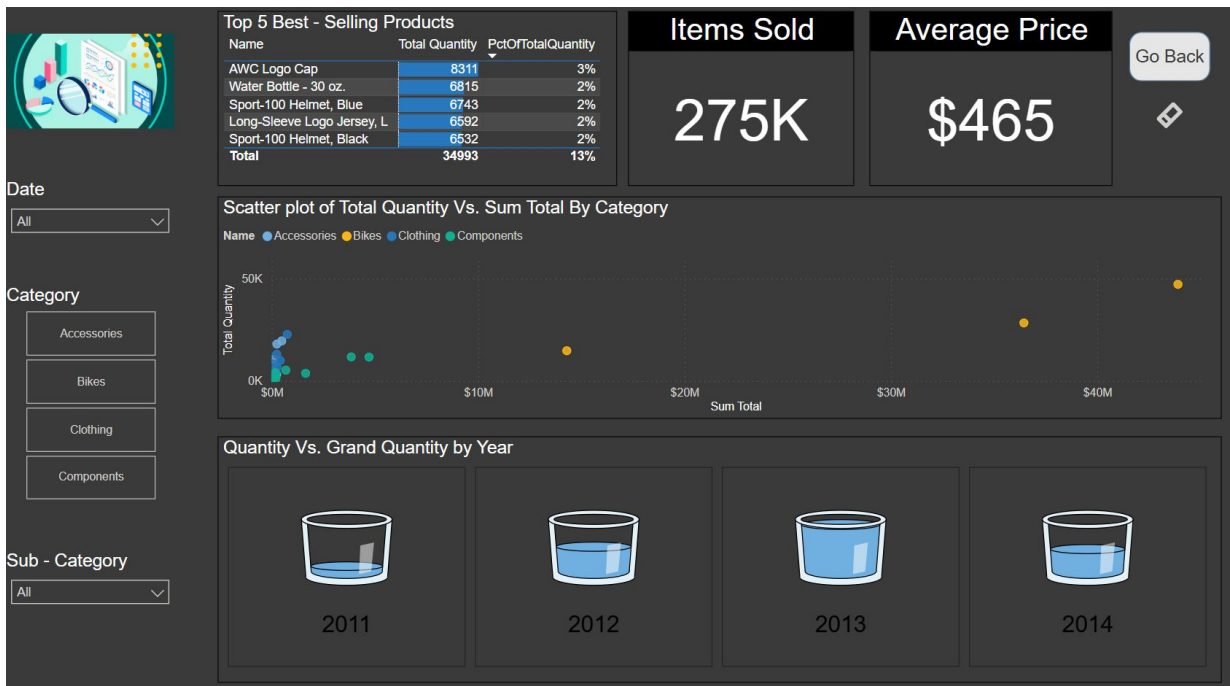 Top 5 Best - Selling Products
Name Total Quantity PctOfTotalQuantity
AWC Logo Cap 8311 3%
Water Bottle - 30 oz. 6815 2%
Sport-100 Helmet, Blue 6743 2%
Long-Sleeve Logo Jersey, L 6592 2%
Sport-100 Helmet, Black 6532 2%
Total 34993 13%
Items Sold
275K
Average Price
$465
Go Back
Date
All
Category
Accessories
Bikes
Clothing
Components
Sub - Category
All
Scatter plot of Total Quantity Vs. Sum Total By Category
Name Accessories Bikes Clothing Components
Total Quantity
50K
0K
$0M $10M $20M $30M $40M
Sum Total
Quantity Vs. Grand Quantity by Year
2011 2012 2013 2014